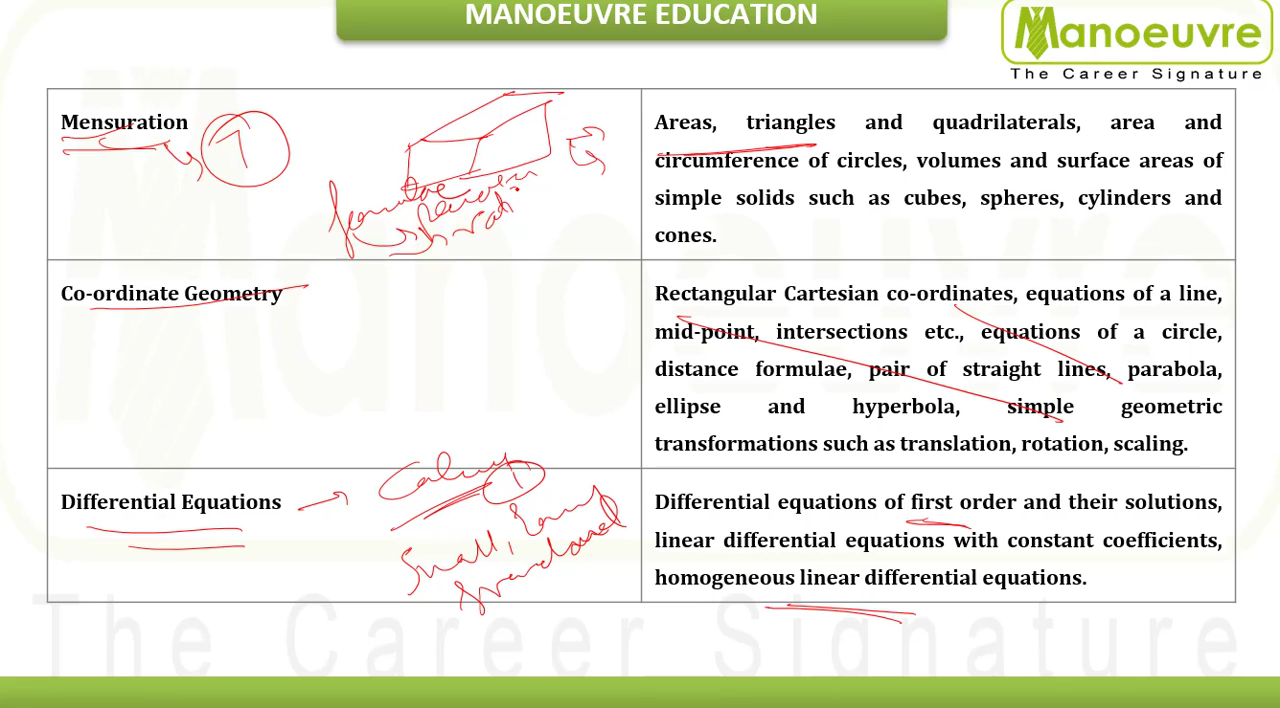 MANOEUVRE EDUCATION
Manoeuvre
The Career Signature
Mensuration
Areas, triangles and quadrilaterals, area and
circumference of circles, volumes and surface areas of
simple solids such as cubes, spheres, cylinders and
cones.
Co-ordinate Geometry
Rectangular Cartesian co-ordinates, equations of a line,
mid-point, intersections etc., equations of a circle,
distance formulae, pair of straight lines, parabola,
ellipse and hyperbola, simple geometric
transformations such as translation, rotation, scaling.
Differential Equations
Small,
Differential equations of first order and their solutions,
linear differential equations with constant coefficients,
homogeneous linear differential equations.
The Career Signature